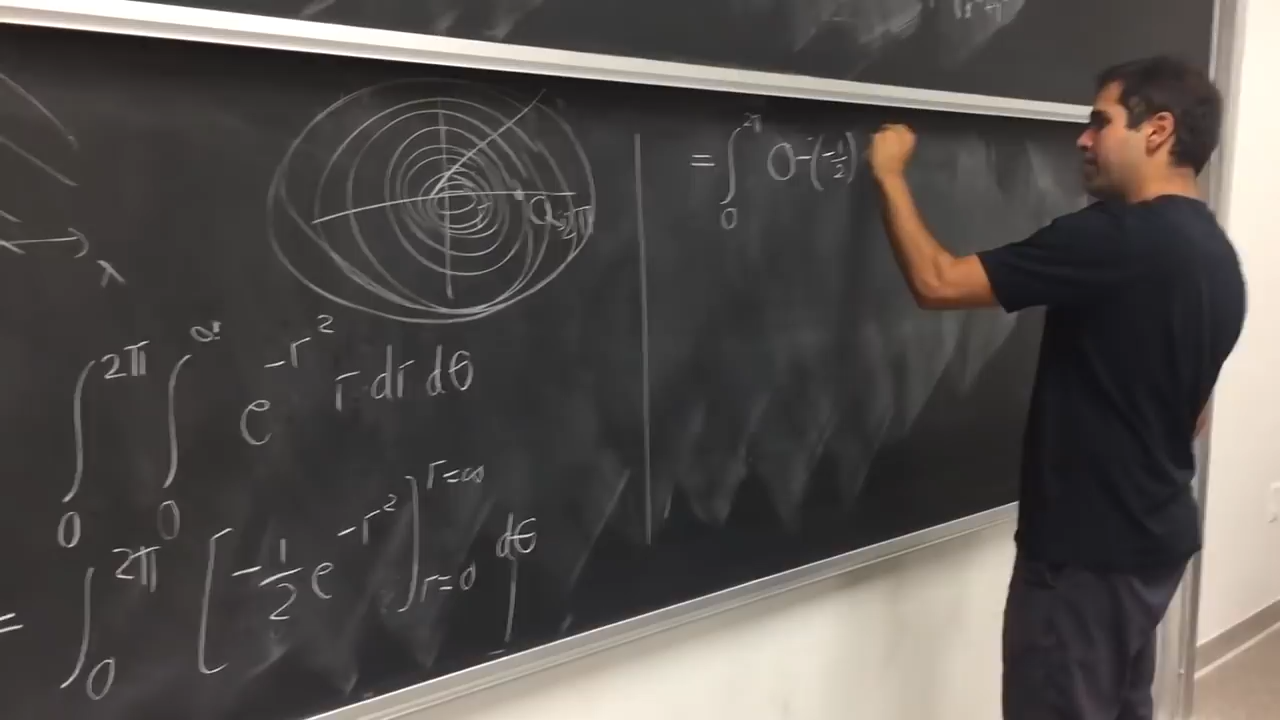 x
∫₀^{2π} ∫₀^{∞} e^{-r²} r dr dθ
= ∫₀^{2π} [-1/2 e^{-r²}]_{r=0}^{r=∞} dθ
= ∫₀^{2π} 0-(-1/2)